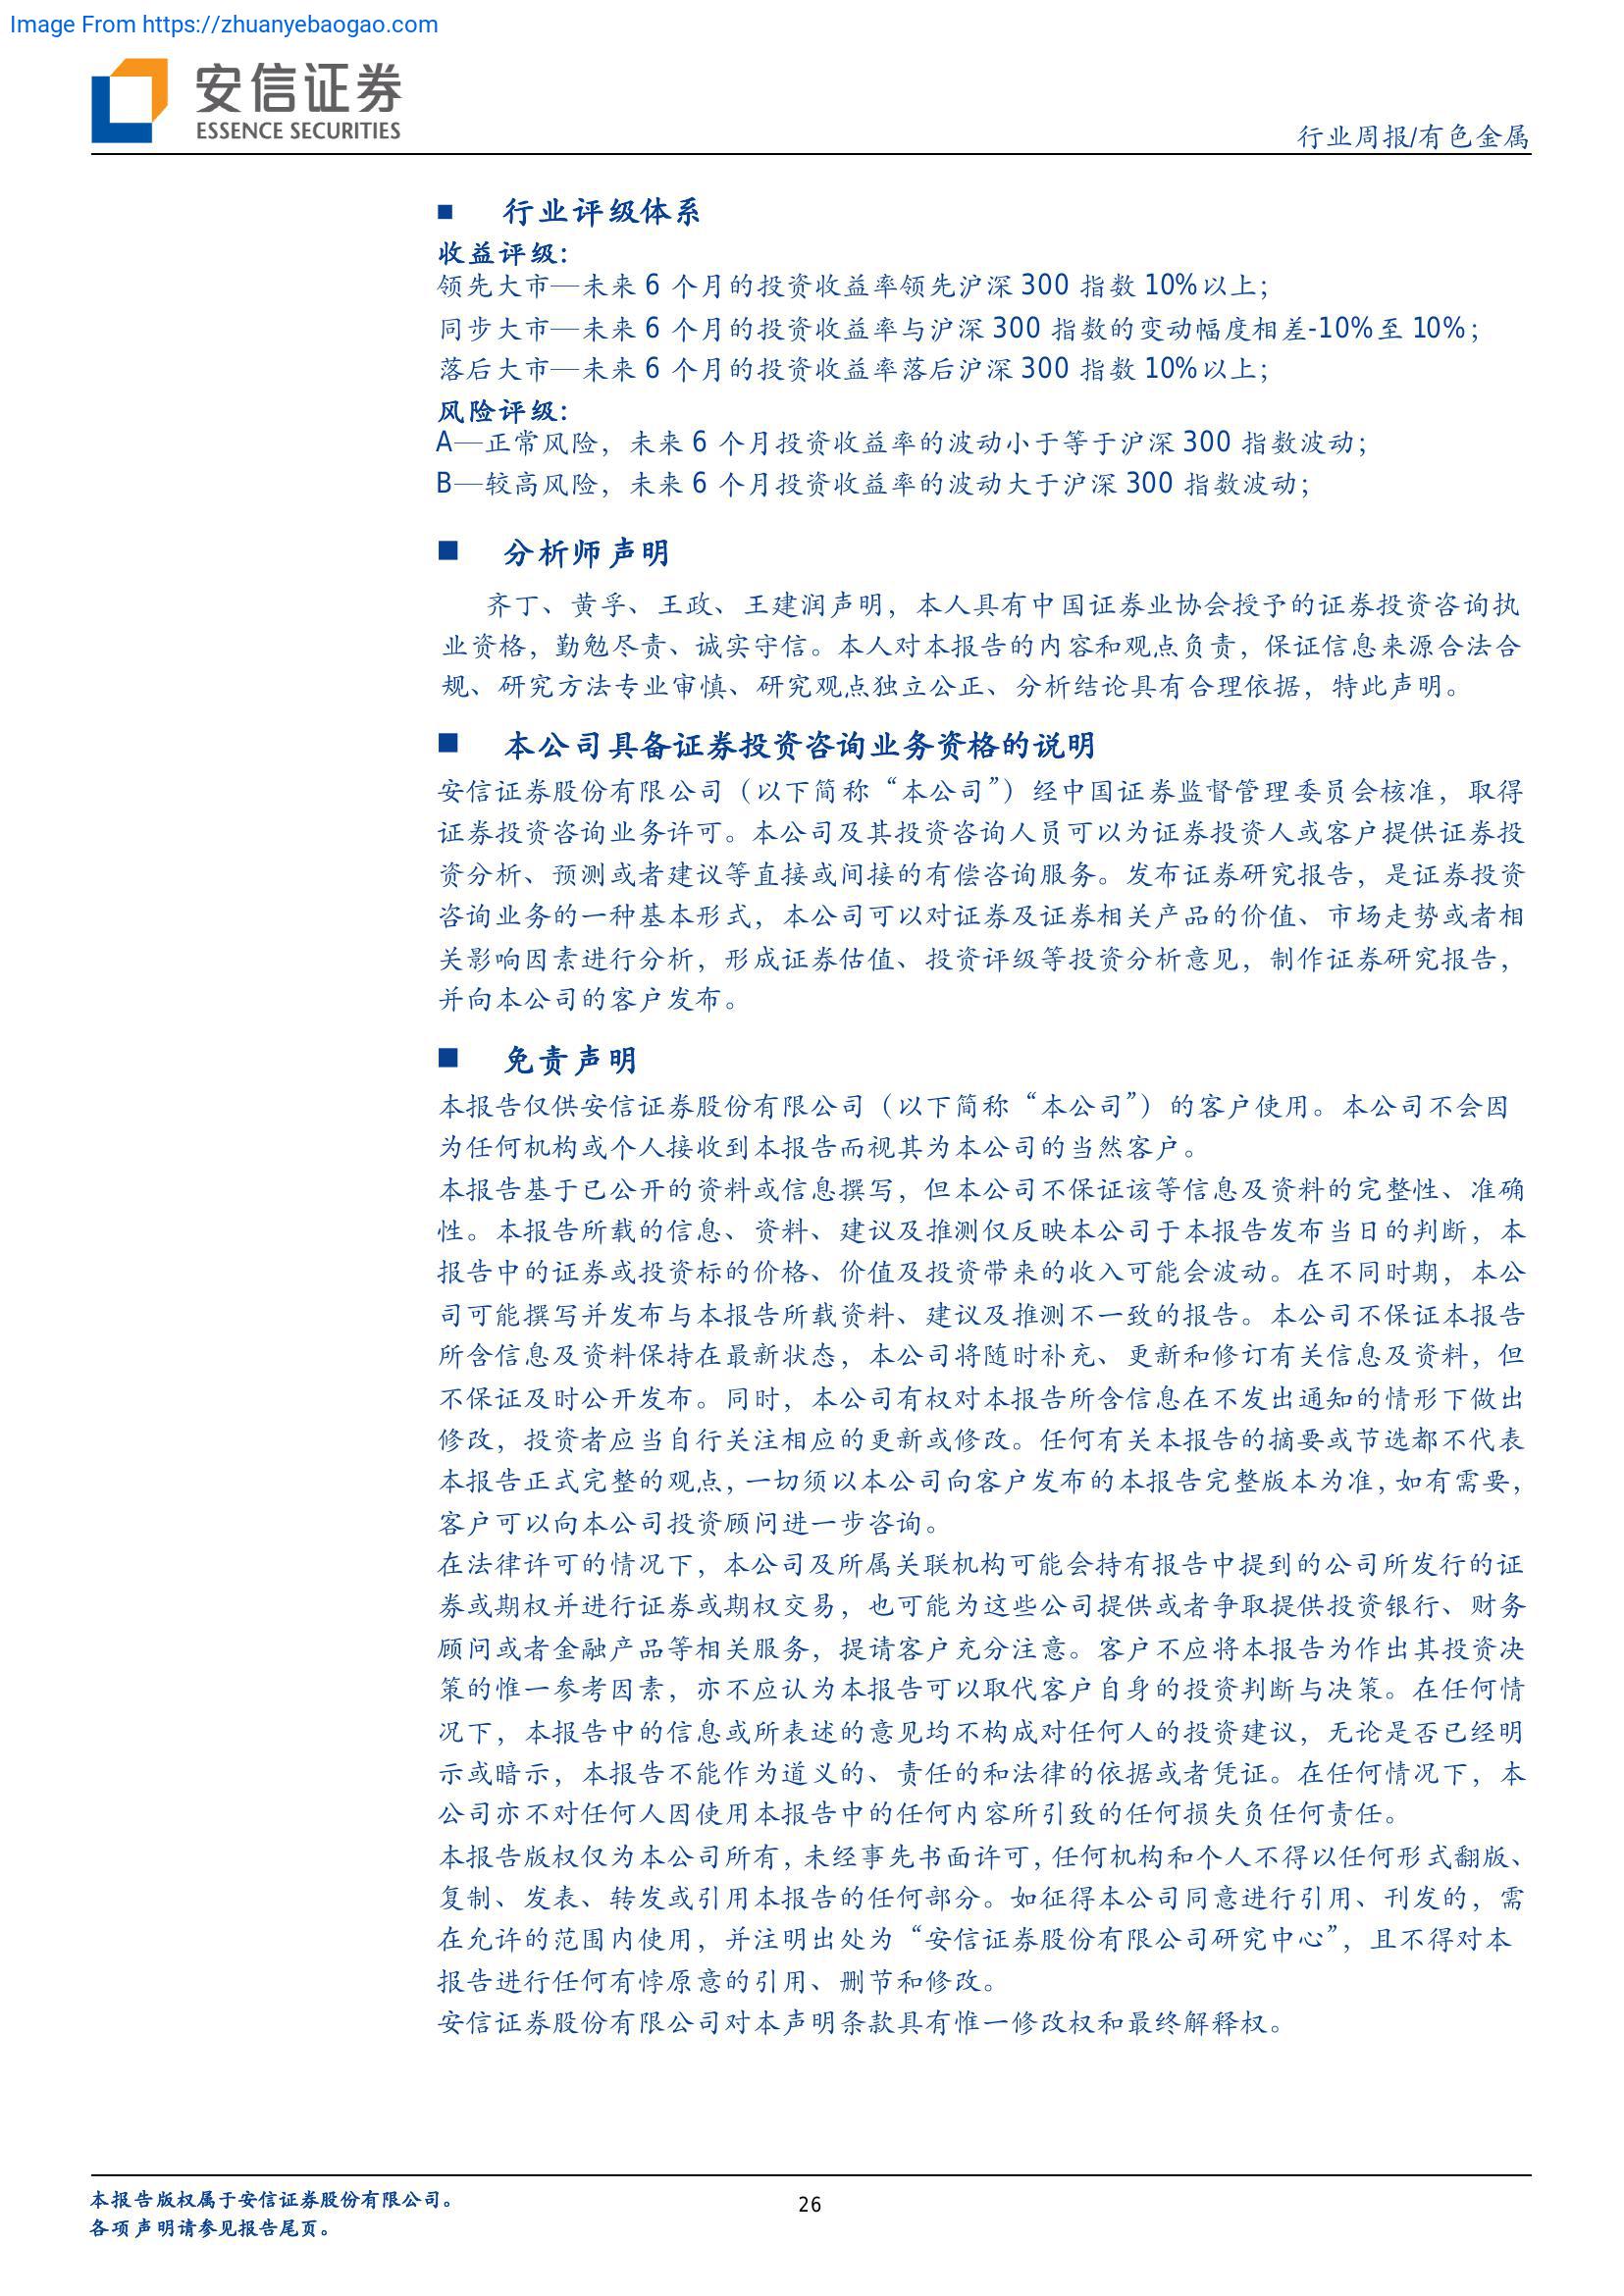 Image From https://zhuanyebaogao.com
安信证券
ESSENCE SECURITIES
行业周报/有色金属
■ 行业评级体系
收益评级：
领先大市—未来 6 个月的投资收益率领先沪深 300 指数 10%以上；
同步大市—未来 6 个月的投资收益率与沪深 300 指数的变动幅度相差-10%至 10%；
落后大市—未来 6 个月的投资收益率落后沪深 300 指数 10%以上；
风险评级：
A—正常风险，未来 6 个月投资收益率的波动小于等于沪深 300 指数波动；
B—较高风险，未来 6 个月投资收益率的波动大于沪深 300 指数波动；
■ 分析师声明
齐丁、黄孚、王政、王建润声明，本人具有中国证券业协会授予的证券投资咨询执
业资格，勤勉尽责、诚实守信。本人对本报告的内容和观点负责，保证信息来源合法合
规、研究方法专业审慎、研究观点独立公正、分析结论具有合理依据，特此声明。
■ 本公司具备证券投资咨询业务资格的说明
安信证券股份有限公司（以下简称“本公司”）经中国证券监督管理委员会核准，取得
证券投资咨询业务许可。本公司及其投资咨询人员可以为证券投资人或客户提供证券投
资分析、预测或者建议等直接或间接的有偿咨询服务。发布证券研究报告，是证券投资
咨询业务的一种基本形式，本公司可以对证券及证券相关产品的价值、市场走势或者相
关影响因素进行分析，形成证券估值、投资评级等投资分析意见，制作证券研究报告，
并向本公司的客户发布。
■ 免责声明
本报告仅供安信证券股份有限公司（以下简称“本公司”）的客户使用。本公司不会因
为任何机构或个人接收到本报告而视其为本公司的当然客户。
本报告基于已公开的资料或信息撰写，但本公司不保证该等信息及资料的完整性、准确
性。本报告所载的信息、资料、建议及推测仅反映本公司于本报告发布当日的判断，本
报告中的证券或投资标的价格、价值及投资带来的收入可能会波动。在不同时期，本公
司可能撰写并发布与本报告所载资料、建议及推测不一致的报告。本公司不保证本报告
所含信息及资料保持在最新状态，本公司将随时补充、更新和修订有关信息及资料，但
不保证及时公开发布。同时，本公司有权对本报告所含信息在不发出通知的情形下做出
修改，投资者应当自行关注相应的更新或修改。任何有关本报告的摘要或节选都不代表
本报告正式完整的观点，一切须以本公司向客户发布的本报告完整版本为准，如有需要，
客户可以向本公司投资顾问进一步咨询。
在法律许可的情况下，本公司及所属关联机构可能会持有报告中提到的公司所发行的证
券或期权并进行证券或期权交易，也可能为这些公司提供或者争取提供投资银行、财务
顾问或者金融产品等相关服务，提请客户充分注意。客户不应将本报告为作出其投资决
策的惟一参考因素，亦不应认为本报告可以取代客户自身的投资判断与决策。在任何情
况下，本报告中的信息或所表述的意见均不构成对任何人的投资建议，无论是否已经明
示或暗示，本报告不能作为道义的、责任的和法律的依据或者凭证。在任何情况下，本
公司亦不对任何人因使用本报告中的任何内容所引致的任何损失负任何责任。
本报告版权仅为本公司所有，未经事先书面许可，任何机构和个人不得以任何形式翻版、
复制、发表、转发或引用本报告的任何部分。如征得本公司同意进行引用、刊发的，需
在允许的范围内使用，并注明出处为“安信证券股份有限公司研究中心”，且不得对本
报告进行任何有悖原意的引用、删节和修改。
安信证券股份有限公司对本声明条款具有惟一修改权和最终解释权。
本报告版权属于安信证券股份有限公司。
各项声明请参见报告尾页。
26